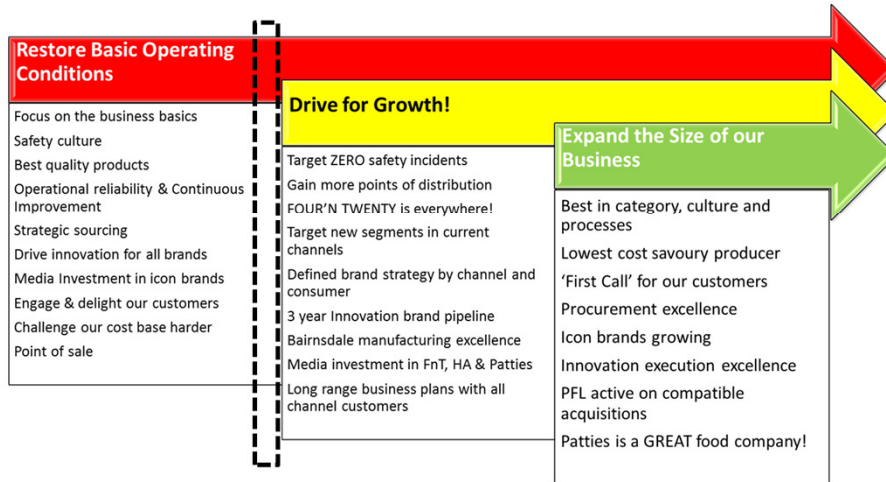 Restore Basic Operating
Conditions
Focus on the business basics
Safety culture
Best quality products
Operational reliability & Continuous
Improvement
Strategic sourcing
Drive innovation for all brands
Media Investment in icon brands
Engage & delight our customers
Challenge our cost base harder
Point of sale
Drive for Growth!
Target ZERO safety incidents
Gain more points of distribution
FOUR'N TWENTY is everywhere!
Target new segments in current
channels
Defined brand strategy by channel and
consumer
3 year Innovation brand pipeline
Bairnsdale manufacturing excellence
Media investment in FnT, HA & Patties
Long range business plans with all
channel customers
Expand the Size of our
Business
Best in category, culture and
processes
Lowest cost savoury producer
‘First Call’ for our customers
Procurement excellence
Icon brands growing
Innovation execution excellence
PFL active on compatible
acquisitions
Patties is a GREAT food company!